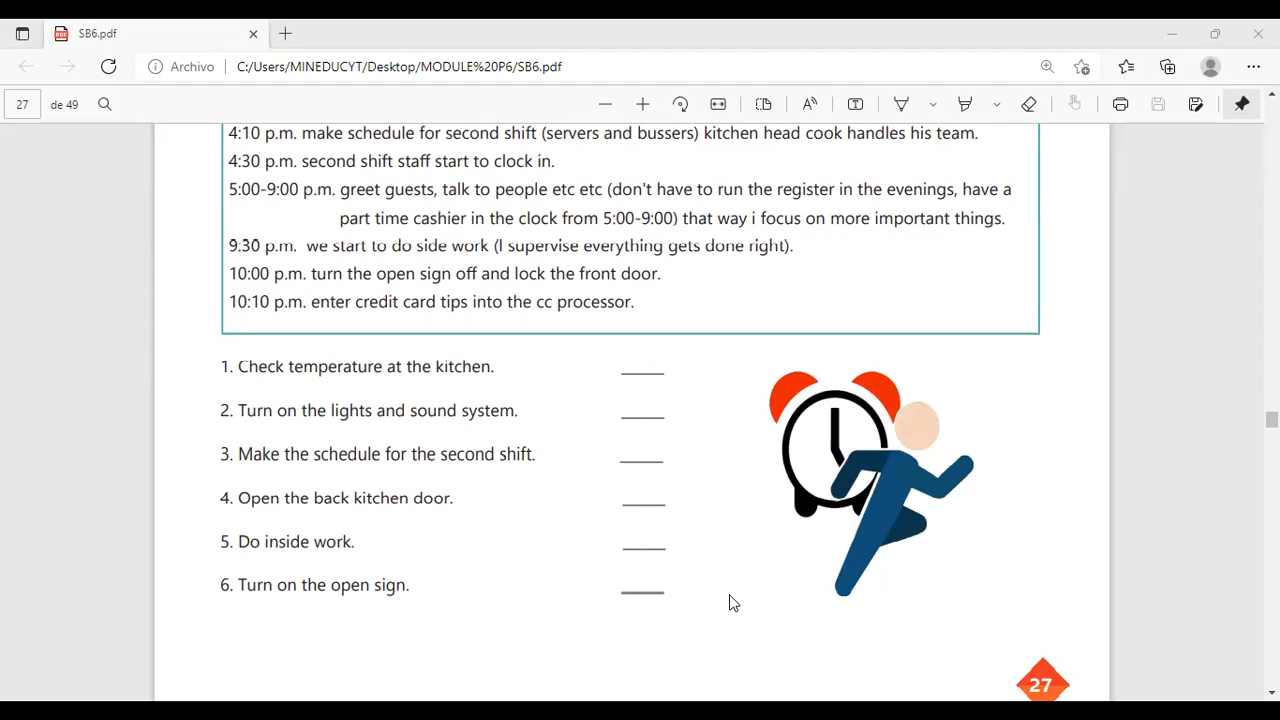 SB6.pdf
Archivo C:/Users/MINEDUCYT/Desktop/MODULE%20P6/SB6.pdf
27 de 49
4:10 p.m. make schedule for second shift (servers and bussers) kitchen head cook handles his team.
4:30 p.m. second shift staff start to clock in.
5:00-9:00 p.m. greet guests, talk to people etc etc (don't have to run the register in the evenings, have a
part time cashier in the clock from 5:00-9:00) that way i focus on more important things.
9:30 p.m. we start to do side work (I supervise everything gets done right).
10:00 p.m. turn the open sign off and lock the front door.
10:10 p.m. enter credit card tips into the cc processor.
1. Check temperature at the kitchen. _____
2. Turn on the lights and sound system. _____
3. Make the schedule for the second shift. _____
4. Open the back kitchen door. _____
5. Do inside work. _____
6. Turn on the open sign. _____
27